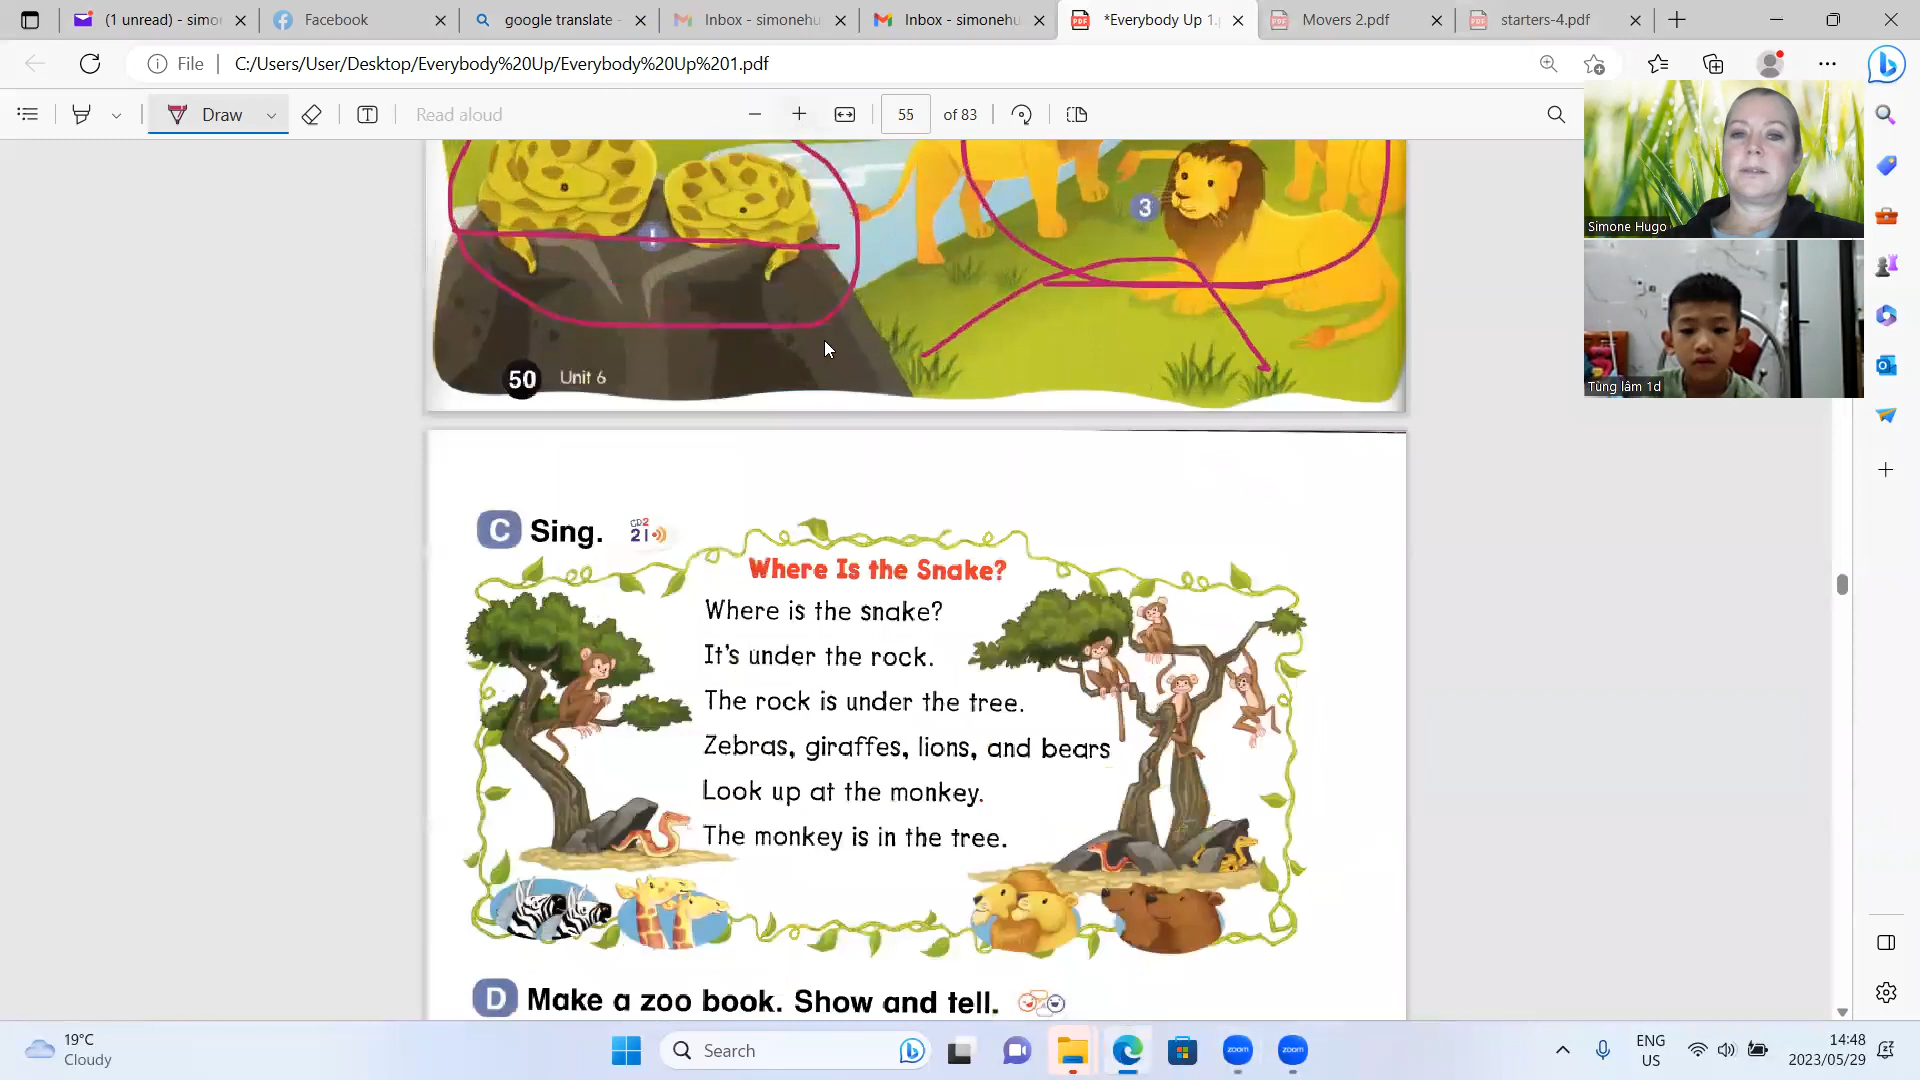 (1 unread) - simo
Facebook
google translate -
Inbox - simonehu
Inbox - simonehu
*Everybody Up 1.
Movers 2.pdf
starters-4.pdf
File
C:/Users/User/Desktop/Everybody%20Up/Everybody%20Up%201.pdf
Draw
Read aloud
55
of 83
Simone Hugo
Tùng lâm 1d
1
3
50 Unit 6
C Sing.
CD2
21
Where Is the Snake?
Where is the snake?
It's under the rock.
The rock is under the tree.
Zebras, giraffes, lions, and bears
Look up at the monkey.
The monkey is in the tree.
D Make a zoo book. Show and tell.
19°C
Cloudy
Search
zoom
zoom
ENG
US
14:48
2023/05/29